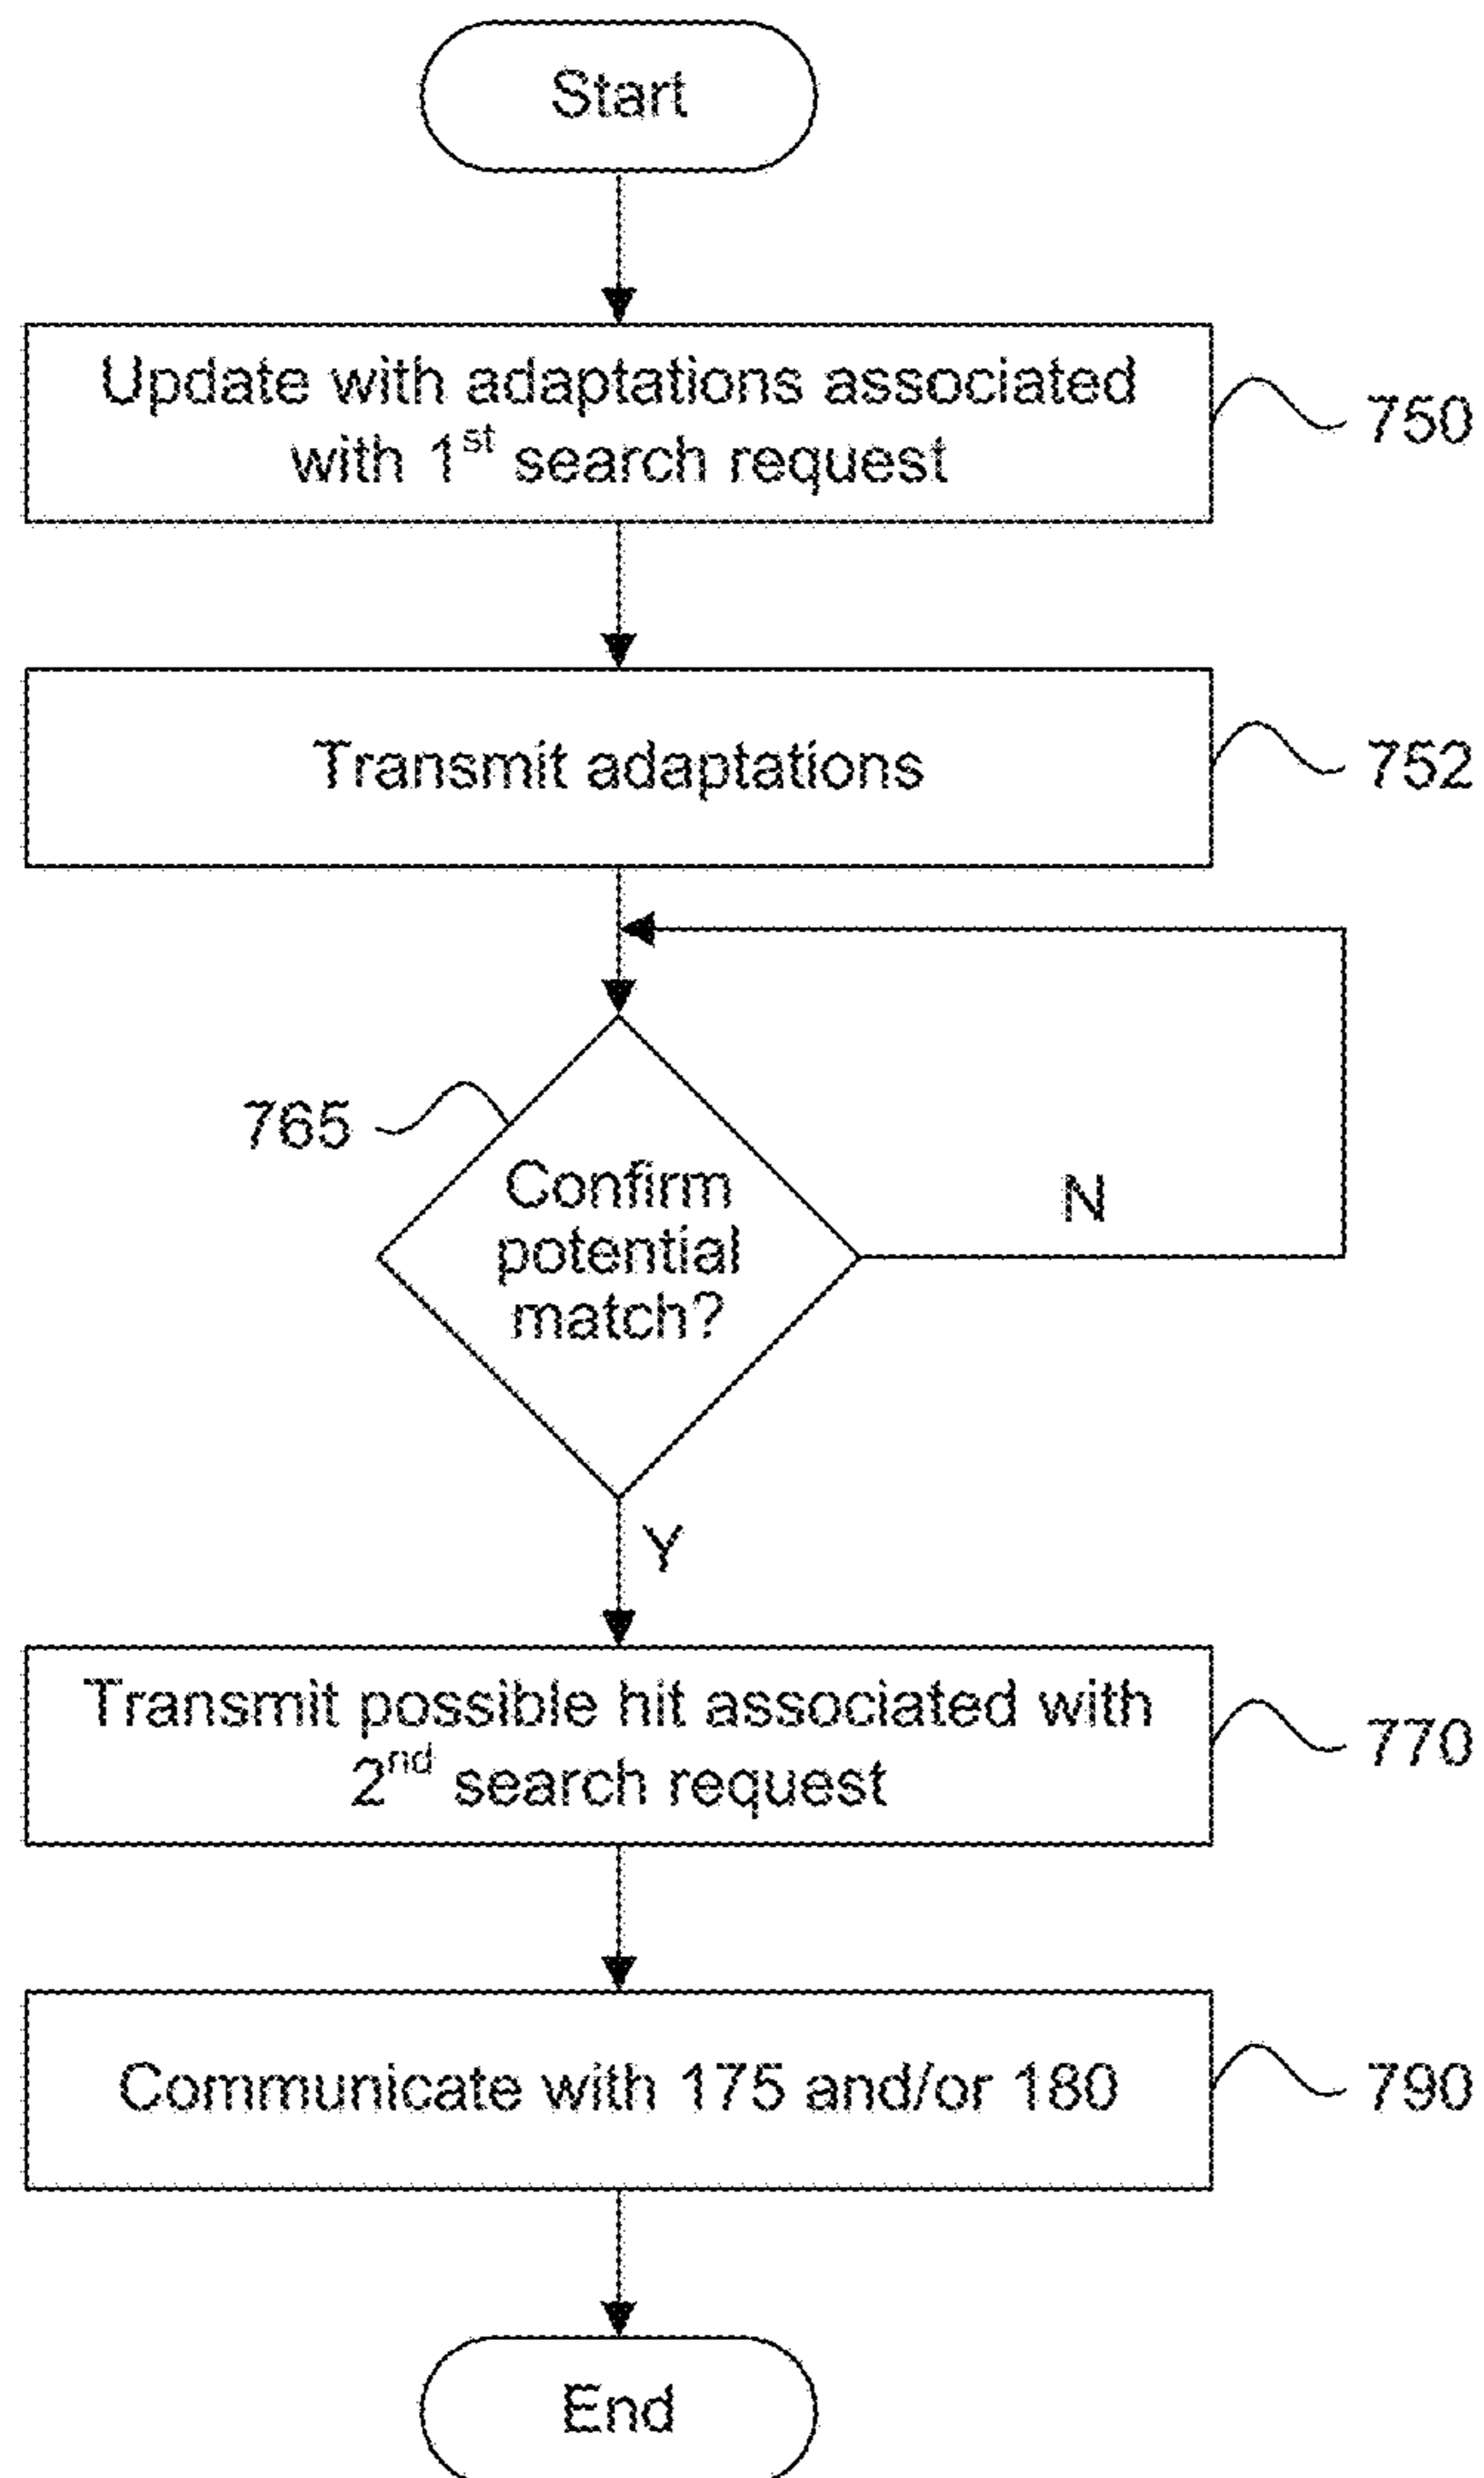 Start
Update with adaptations associated
with 1st search request
750
Transmit adaptations
752
765
Confirm
potential
match?
N
Y
Transmit possible hit associated with
2nd search request
770
Communicate with 175 and/or 180
790
End